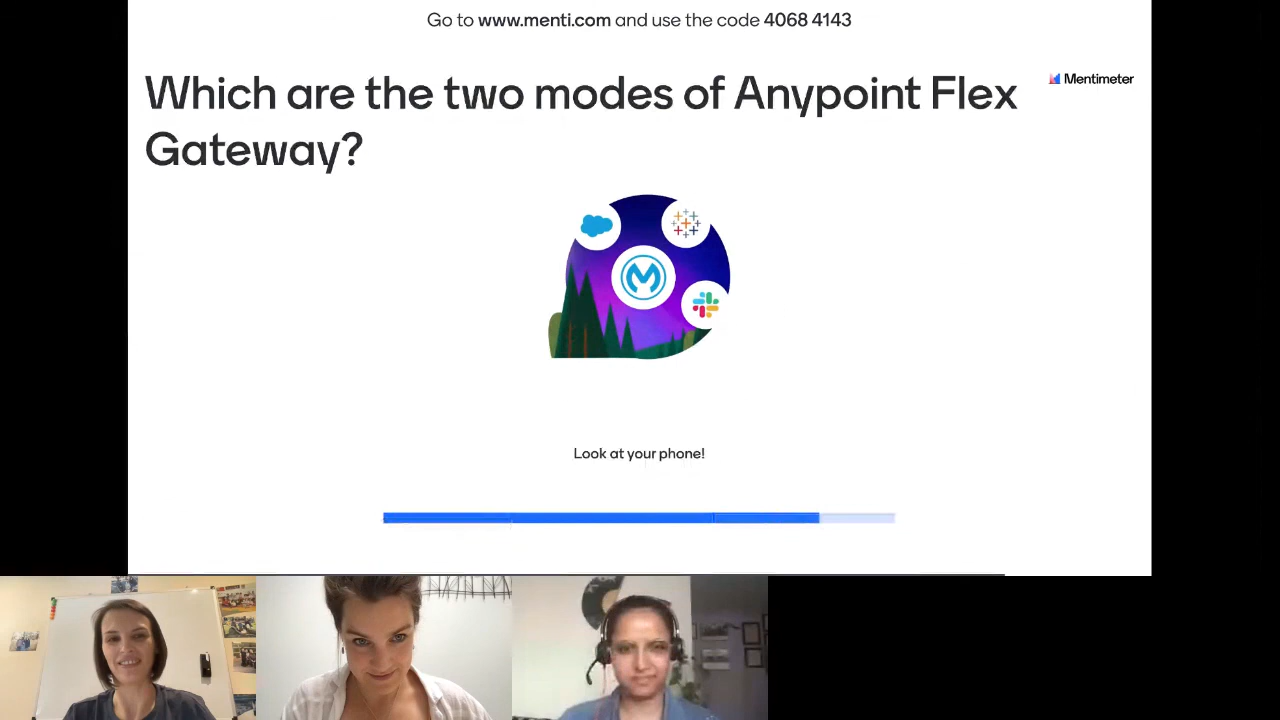 Go to www.menti.com and use the code 4068 4143
Which are the two modes of Anypoint Flex
Gateway?
Mentimeter
Look at your phone!